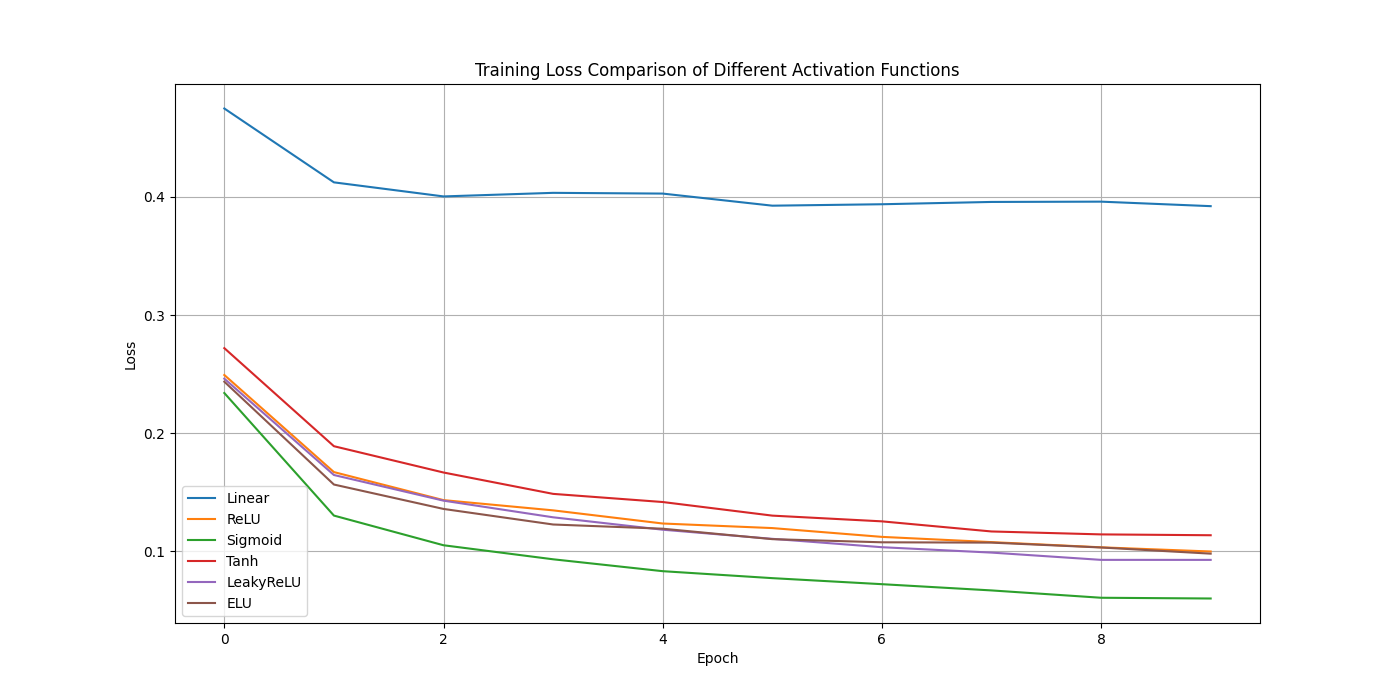 Training Loss Comparison of Different Activation Functions
0.4
0.3
0.2
0.1
Loss
Linear
ReLU
Sigmoid
Tanh
LeakyReLU
ELU
0 2 4 6 8
Epoch